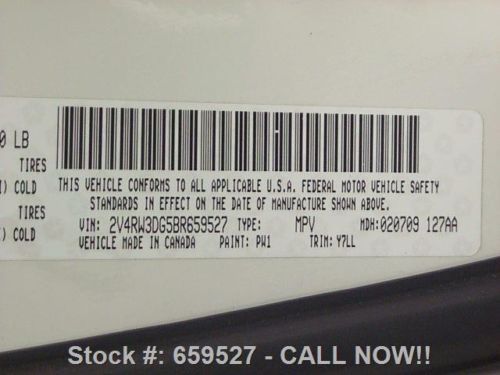 0 LB
TIRES
) COLD
TIRES
) COLD
THIS VEHICLE CONFORMS TO ALL APPLICABLE U.S.A. FEDERAL MOTOR VEHICLE SAFETY
STANDARDS IN EFFECT ON THE DATE OF MANUFACTURE SHOWN ABOVE.
VIN: 2V4RW3DG5BR659527 TYPE: MPV MDH:020709 127AA
VEHICLE MADE IN CANADA PAINT: PW1 TRIM: Y7LL
Stock #: 659527 - CALL NOW!!